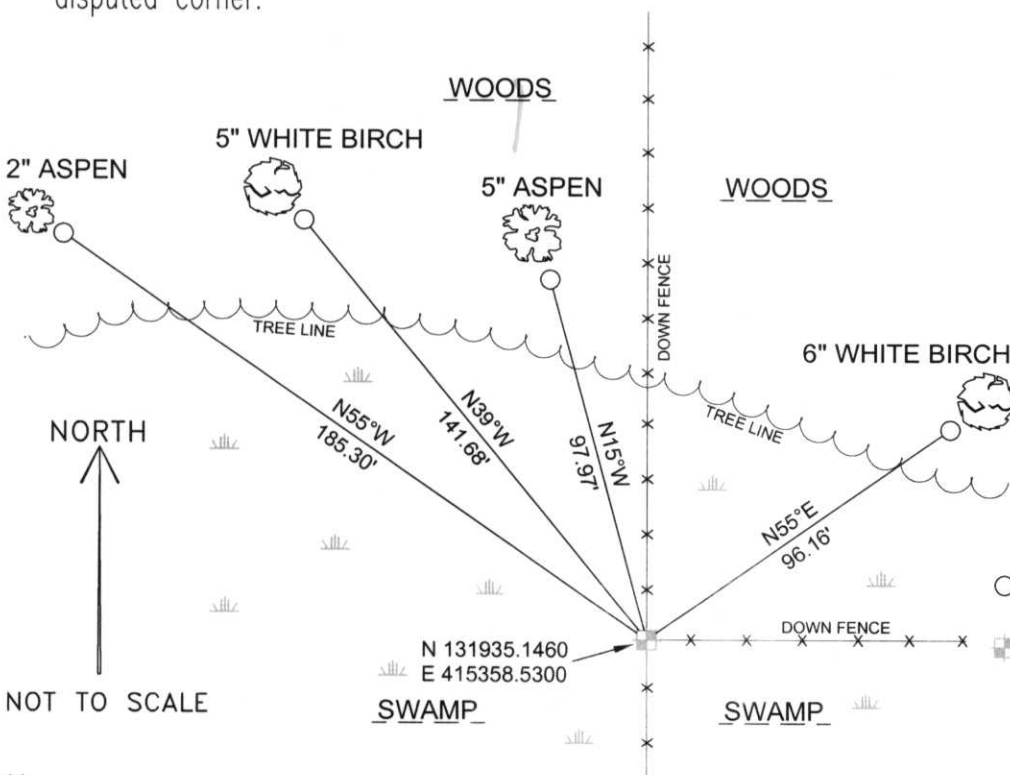 disputed corner.
WOODS
5" WHITE BIRCH
2" ASPEN
5" ASPEN
WOODS
DOWN FENCE
TREE LINE
6" WHITE BIRCH
TREE LINE
NORTH
N55°W
185.30'
N39°W
141.68'
N15°W
97.97'
N55°E
96.16'
DOWN FENCE
N 131935.1460
E 415358.5300
NOT TO SCALE
SWAMP
SWAMP